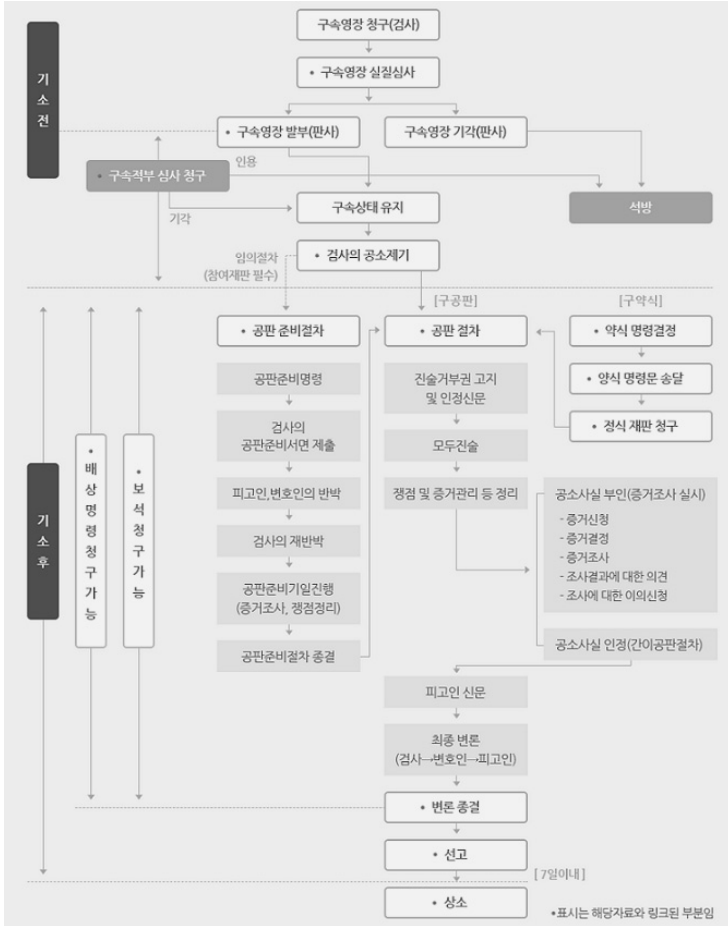 구속영장 청구(검사)
• 구속영장 실질심사
기소전
• 구속영장 발부(판사)
구속영장 기각(판사)
인용
• 구속적부 심사 청구
기각
구속상태 유지
석방
임의절차
(참여재판 필수)
• 검사의 공소제기
[구공판]
[구약식]
• 공판 준비절차
• 공판 절차
• 약식 명령결정
공판준비명령
진술거부권 고지
및 인정신문
• 양식 명령문 송달
검사의
공판준비서면 제출
모두진술
• 정식 재판 청구
기소후
• 배상명령청구가능
• 보석청구가능
피고인,변호인의 반박
쟁점 및 증거관리 등 정리
공소사실 부인(증거조사 실시)
- 증거신청
- 증거결정
- 증거조사
- 조사결과에 대한 의견
- 조사에 대한 이의신청
검사의 재반박
공판준비기일진행
(증거조사, 쟁점정리)
공판준비절차 종결
공소사실 인정(간이공판절차)
피고인 신문
최종 변론
(검사→변호인→피고인)
• 변론 종결
• 선고
[ 7일이내 ]
• 상소
•표시는 해당자료와 링크된 부분임